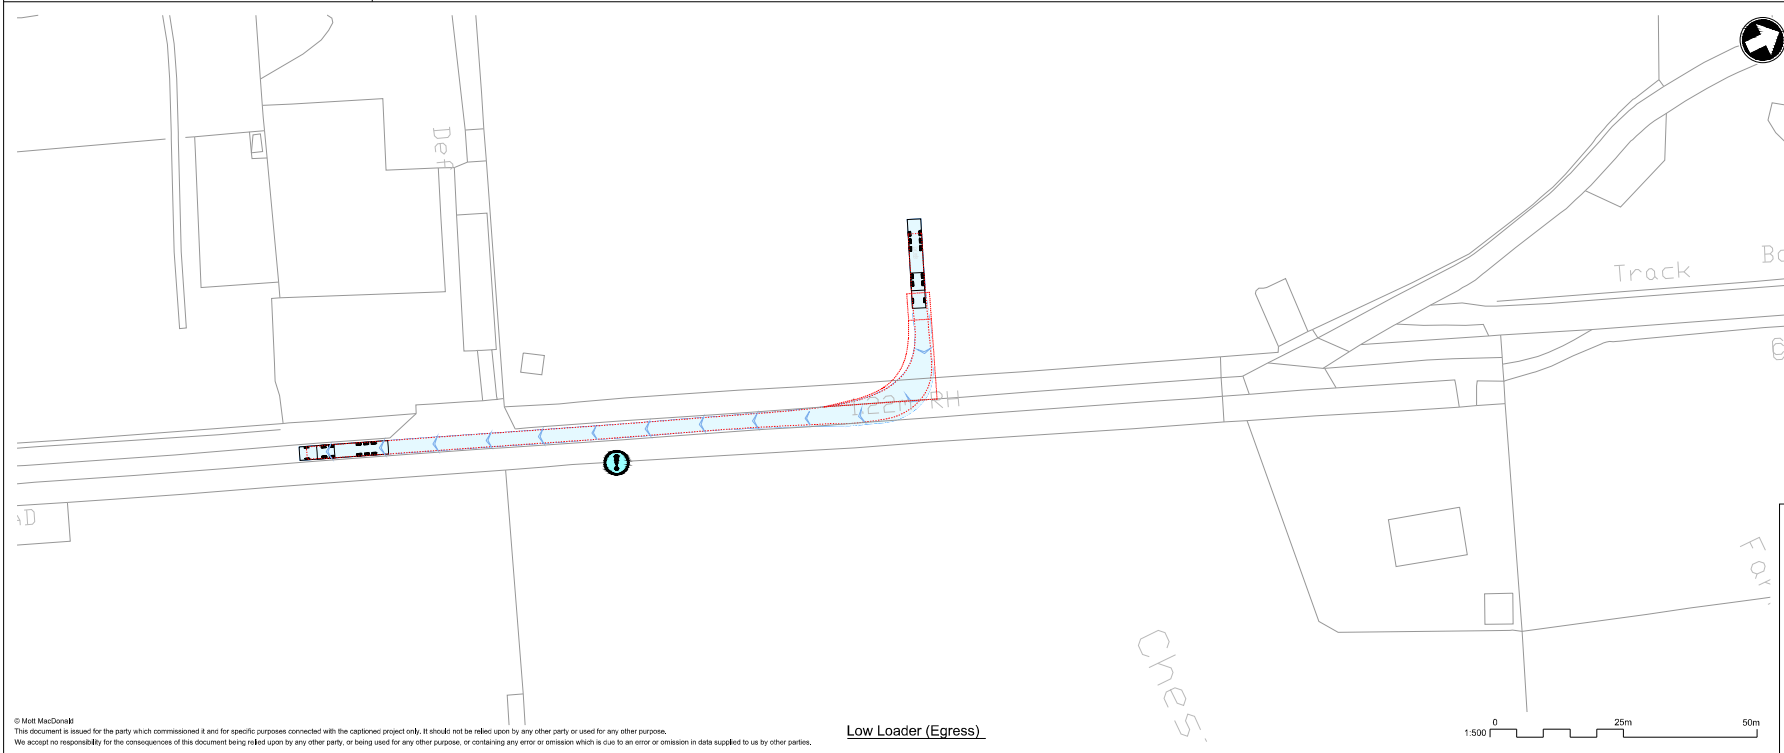 Def
Track
Bo
1.22m RH
AD
Ches
© Mott MacDonald
This document is issued for the party which commissioned it and for specific purposes connected with the captioned project only. It should not be relied upon by any other party or used for any other purpose.
We accept no responsibility for the consequences of this document being relied upon by any other party, or being used for any other purpose, or containing any error or omission which is due to an error or omission in data supplied to us by other parties.
Low Loader (Egress)
1:500
0 25m 50m